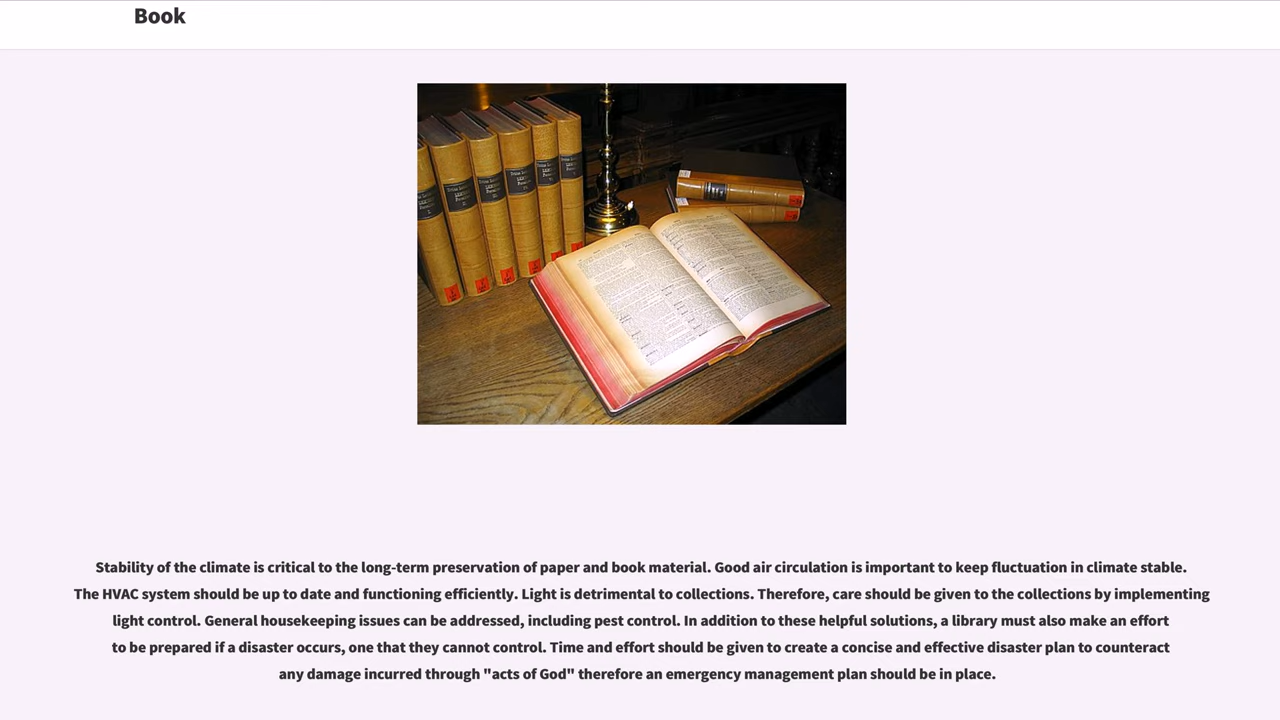 Book
Stability of the climate is critical to the long-term preservation of paper and book material. Good air circulation is important to keep fluctuation in climate stable.
The HVAC system should be up to date and functioning efficiently. Light is detrimental to collections. Therefore, care should be given to the collections by implementing
light control. General housekeeping issues can be addressed, including pest control. In addition to these helpful solutions, a library must also make an effort
to be prepared if a disaster occurs, one that they cannot control. Time and effort should be given to create a concise and effective disaster plan to counteract
any damage incurred through "acts of God" therefore an emergency management plan should be in place.